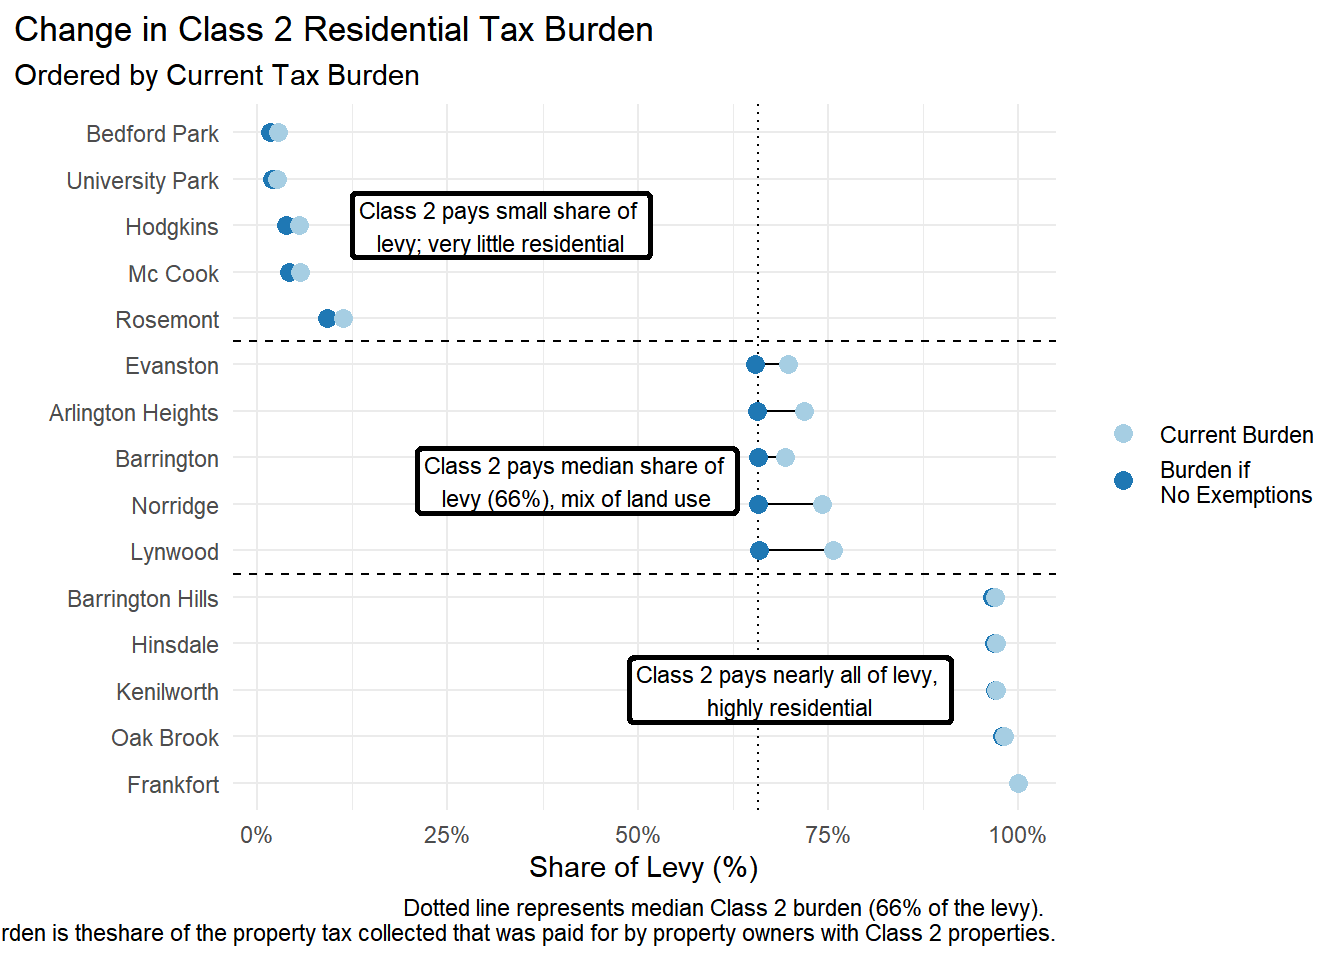 Change in Class 2 Residential Tax Burden
Ordered by Current Tax Burden
Bedford Park
University Park
Hodgkins
Mc Cook
Rosemont
Evanston
Arlington Heights
Barrington
Norridge
Lynwood
Barrington Hills
Hinsdale
Kenilworth
Oak Brook
Frankfort
Class 2 pays small share of
levy; very little residential
Class 2 pays median share of
levy (66%), mix of land use
Class 2 pays nearly all of levy,
highly residential
Current Burden
Burden if
No Exemptions
0%
25%
50%
75%
100%
Share of Levy (%)
Dotted line represents median Class 2 burden (66% of the levy).
rden is theshare of the property tax collected that was paid for by property owners with Class 2 properties.